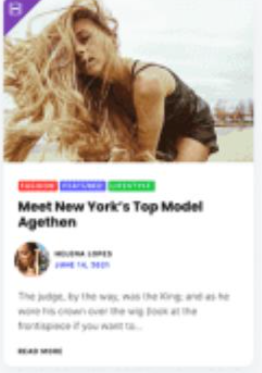 FASHION FEATURED LIFESTYLE
Meet New York's Top Model
Agethen
HELENA LOPES
JUNE 14, 2021
The judge, by the way, was the King; and as he
wore his crown over the wig (look at the
frontispiece if you want to...
READ MORE